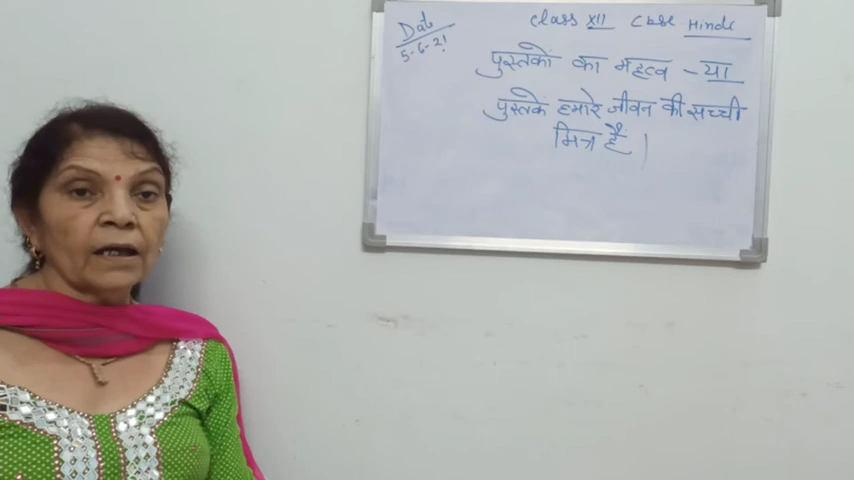 Date
5-6-21
Class XII CBSE Hindi
पुस्तकों का महत्व - या
पुस्तके हमारे जीवन की सच्ची
मित्र हैं |